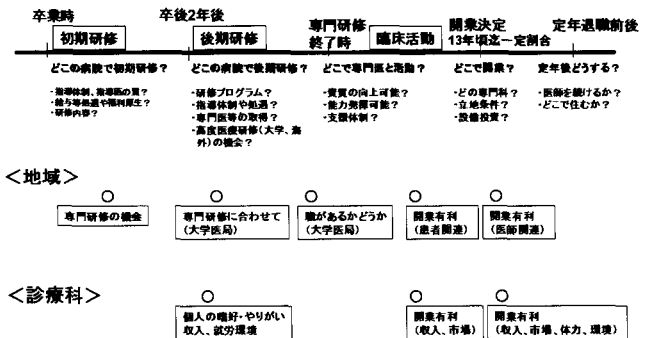 卒業時
卒後2年後
専門研修
終了時
開業決定
13年頃迄一定割合
定年退職前後
初期研修
後期研修
臨床活動
どこの病院で初期研修?
・指導体制、指導医の質?
・給与等処遇や福利厚生?
・研修内容?
どこの病院で後期研修?
・研修プログラム?
・指導体制や処遇?
・専門医等の取得?
・高度医療研修(大学、海
外)の機会?
どこで専門医と活動?
・資質の向上可能?
・能力発揮可能?
・支援体制?
どこで開業?
・どの専門科?
・立地条件?
・設備投資?
定年後どうする?
・医師を続けるか?
・どこで住むか?
<地域>
専門研修の機会
専門研修に合わせて
(大学医局)
職があるかどうか
(大学医局)
開業有利
(患者関連)
開業有利
(医師関連)
<診療科>
個人の嗜好・やりがい
収入、就労環境
開業有利
(収入、市場)
開業有利
(収入、市場、体力、環境)